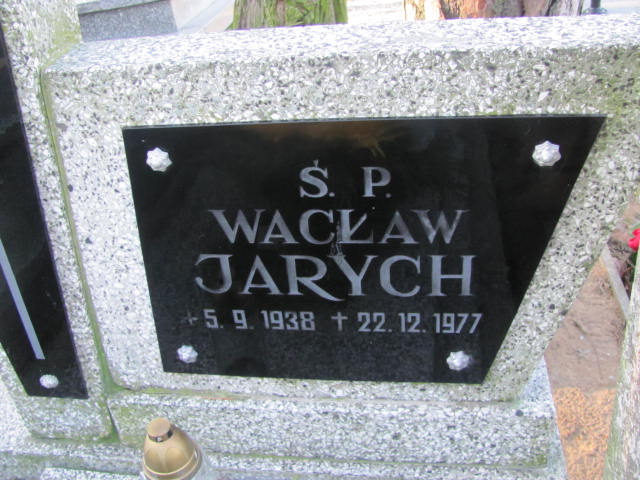 Ś. P.
WACŁAW
JARYCH
+ 5. 9. 1938 + 22. 12. 1977